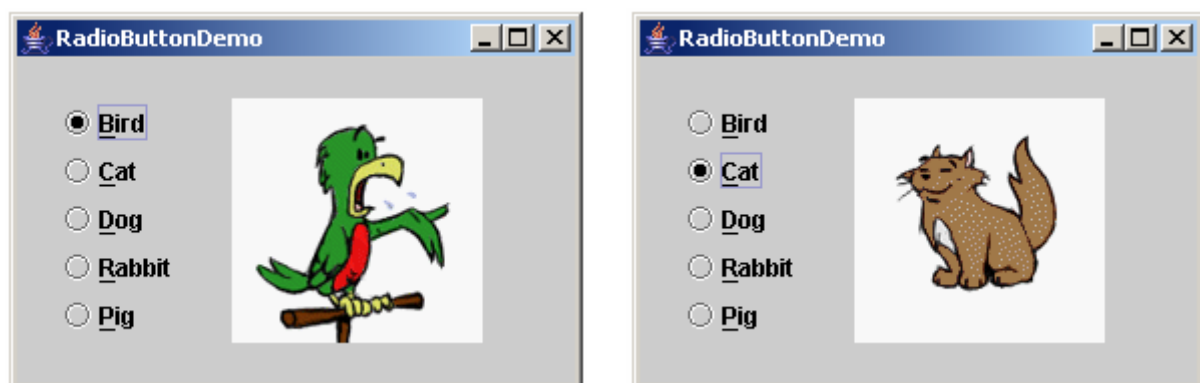 RadioButtonDemo
Bird
Cat
Dog
Rabbit
Pig
RadioButtonDemo
Bird
Cat
Dog
Rabbit
Pig